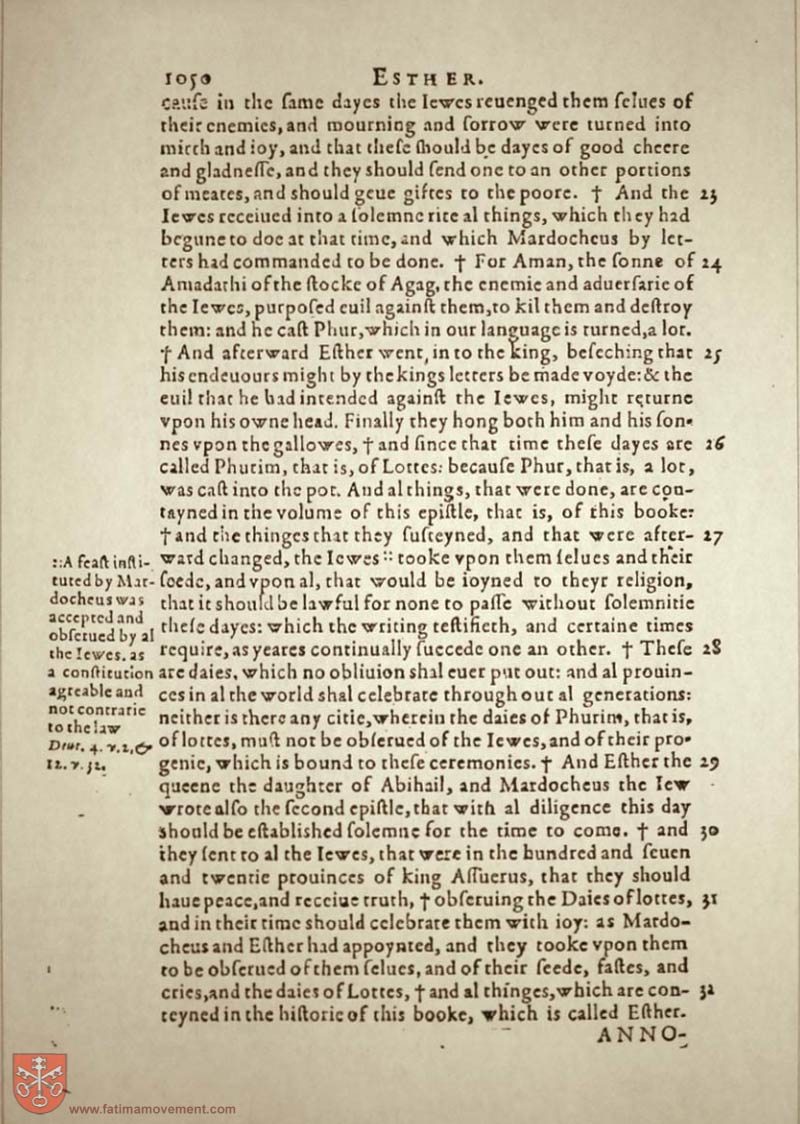 1050 ESTHER.
cauſe in the ſame dayes the Iewes reuenged them ſelues of
their enemies, and mourning and ſorrow were turned into
mirth and ioy, and that theſe ſhould be dayes of good cheere
and gladneſſe, and they ſhould ſend one to an other portions
of meates, and ſhould geue giftes to the poore. † And the 23
Iewes receiued into a ſolemne rite al things, which they had
begune to doe at that time, and which Mardocheus by let-
ters had commanded to be done. † For Aman, the ſonne of 24
Amadathi of the ſtocke of Agag, the enemie and aduerſarie of
the Iewes, purpoſed euil againſt them, to kil them and deſtroy
them: and he caſt Phur, which in our language is turned, a lot.
† And afterward Eſther went in to the king, beſeching that 25
his endeuours might by the kings letters be made voyde: & the
euil that he had intended againſt the Iewes, might returne
vpon his owne head. Finally they hong both him and his ſon-
nes vpon the gallowes, † and ſince that time theſe dayes are 26
called Phurim, that is, of Lottes: becauſe Phur, that is, a lot,
was caſt into the pot. And al things, that were done, are con-
tayned in the volume of this epiſtle, that is, of this booke:
† and the thinges that they ſuſteyned, and that were after- 27
ward changed, the Iewes :: tooke vpon them ſelues and their
ſeede, and vpon al, that would be ioyned to theyr religion,
that it ſhould be lawful for none to paſſe without ſolemnitie
theſe dayes: which the writing teſtifieth, and certaine times
require, as yeares continually ſuccede one an other. † Theſe 28
are daies, which no obliuion shal euer put out: and al prouin-
ces in al the world shal celebrate through out al generations:
neither is there any citie, wherein the daies of Phurim, that is,
of lottes, muſt not be obſerued of the Iewes, and of their pro-
genie, which is bound to theſe ceremonies. † And Eſther the 29
queene the daughter of Abihail, and Mardocheus the Iew
wrote alſo the ſecond epiſtle, that with al diligence this day
should be eſtablished ſolemne for the time to come. † and 30
they ſent to al the Iewes, that were in the hundred and ſeuen
and twentie prouinces of king Aſſuerus, that they should
haue peace, and receiue truth, † obſeruing the Daies of lottes, 31
and in their time should celebrate them with ioy: as Mardo-
cheus and Eſther had appoynted, and they tooke vpon them
to be obſerued of them ſelues, and of their ſeede, faſtes, and
cries, and the daies of Lottes, † and al thinges, which are con- 32
teyned in the hiſtorie of this booke, which is called Eſther.
ANNO-
::A feaſt inſti-
tuted by Mar-
docheus was
accepted and
obſerued by al
the Iewes. as
a conſtitution
agreable and
not contrarie
to the law
Deut. 4. v. 2, &
12. v. 32.
www.fatimamovement.com